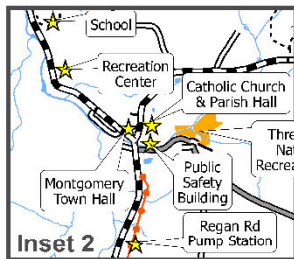 School
Recreation
Center
Catholic Church
& Parish Hall
Montgomery
Town Hall
Public
Safety
Building
Regan Rd
Pump Station
Inset 2